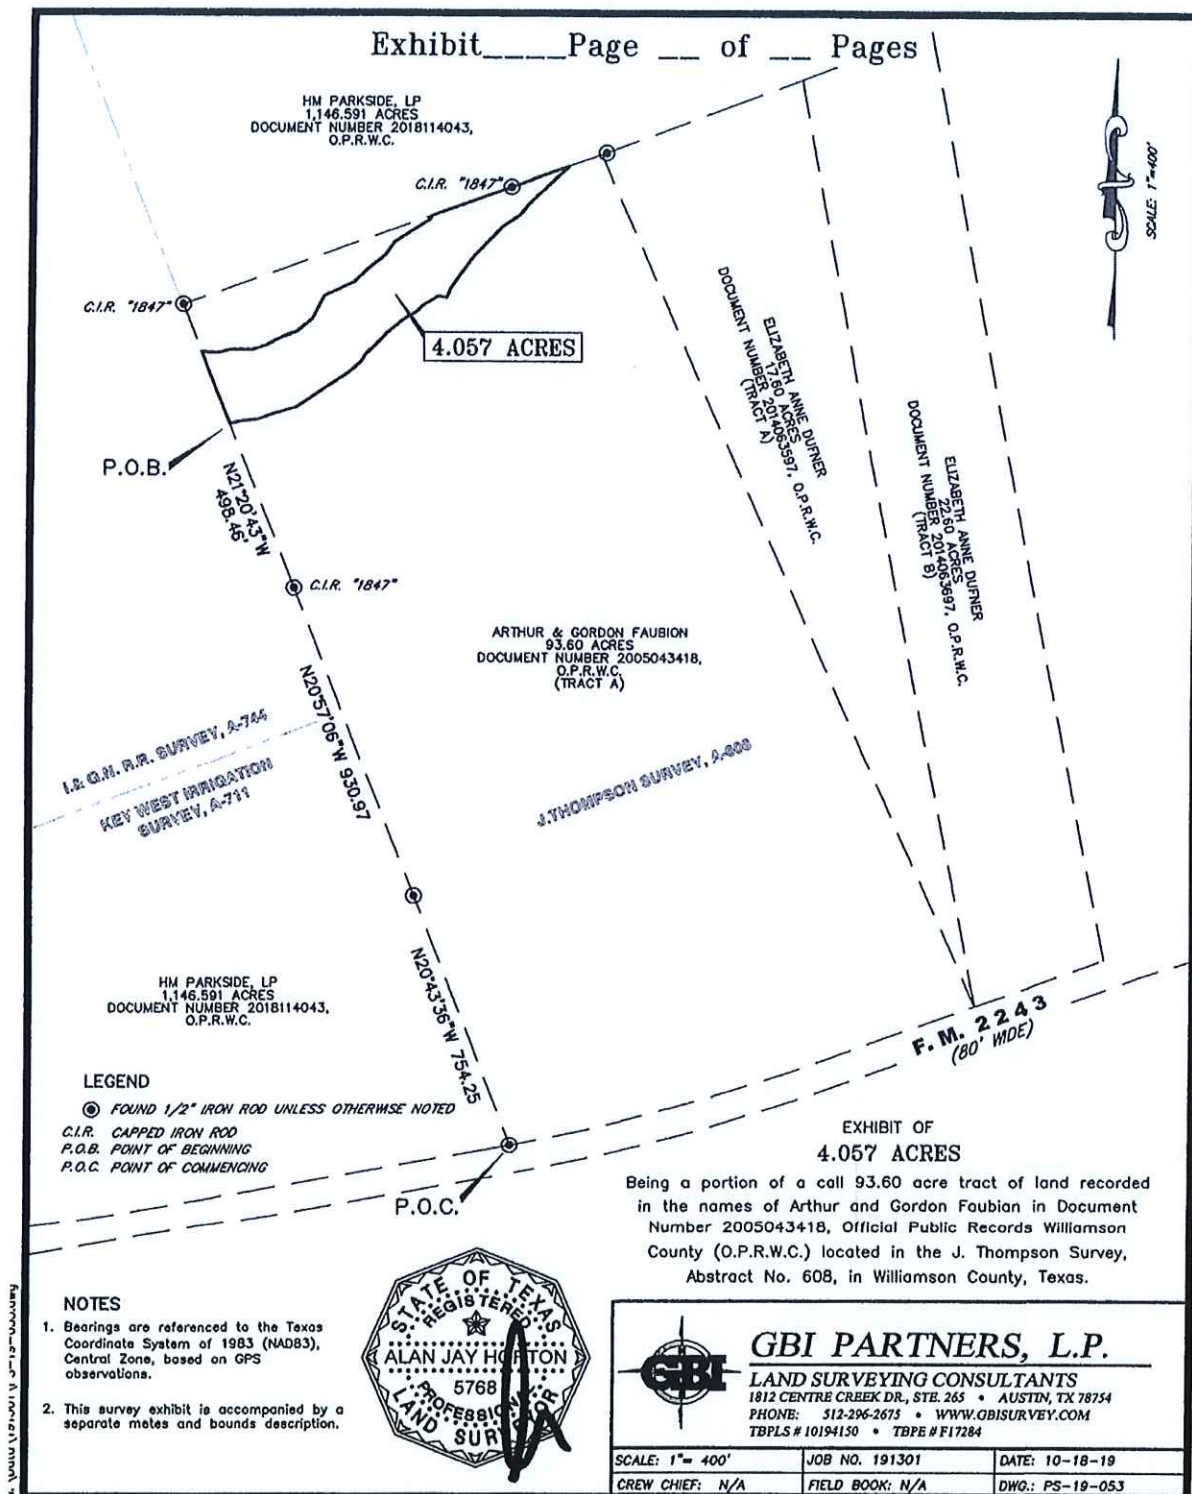 Exhibit____Page __ of __ Pages
HM PARKSIDE, LP
1,146.591 ACRES
DOCUMENT NUMBER 2018114043,
O.P.R.W.C.
SCALE: 1"=400'
C.I.R. "1847"
C.I.R. "1847"
4.057 ACRES
ELIZABETH ANNE DUFNER
17.60 ACRES
DOCUMENT NUMBER 2014063597, O.P.R.W.C.
(TRACT A)
ELIZABETH ANNE DUFNER
22.60 ACRES
DOCUMENT NUMBER 2014063697, O.P.R.W.C.
(TRACT B)
P.O.B.
N21°20'43"W
498.46'
C.I.R. "1847"
ARTHUR & GORDON FAUBION
93.60 ACRES
DOCUMENT NUMBER 2005043418,
O.P.R.W.C.
(TRACT A)
N20°57'06"W 930.97
I.& G.N. R.R. SURVEY, A-744
KEY WEST IRRIGATION
SURVEY, A-711
J.THOMPSON SURVEY, A-608
HM PARKSIDE, LP
1,146.591 ACRES
DOCUMENT NUMBER 2018114043,
O.P.R.W.C.
N20°43'36"W 754.25
F. M. 2243
(80' WIDE)
LEGEND
FOUND 1/2" IRON ROD UNLESS OTHERWISE NOTED
C.I.R. CAPPED IRON ROD
P.O.B. POINT OF BEGINNING
P.O.C. POINT OF COMMENCING
P.O.C.
EXHIBIT OF
4.057 ACRES
Being a portion of a call 93.60 acre tract of land recorded
in the names of Arthur and Gordon Faubian in Document
Number 2005043418, Official Public Records Williamson
County (O.P.R.W.C.) located in the J. Thompson Survey,
Abstract No. 608, in Williamson County, Texas.
NOTES
1. Bearings are referenced to the Texas
Coordinate System of 1983 (NAD83),
Central Zone, based on GPS
observations.
2. This survey exhibit is accompanied by a
separate metes and bounds description.
STATE OF TEXAS
REGISTERED
ALAN JAY HORTON
5768
PROFESSIONAL
LAND SURVEYOR
GBI
GBI PARTNERS, L.P.
LAND SURVEYING CONSULTANTS
1812 CENTRE CREEK DR., STE. 265 • AUSTIN, TX 78754
PHONE: 512-296-2675 • WWW.GBISURVEY.COM
TBPLS # 10194150 • TBPE # F17284
SCALE: 1"= 400' JOB NO. 191301 DATE: 10-18-19
CREW CHIEF: N/A FIELD BOOK: N/A DWG.: PS-19-053